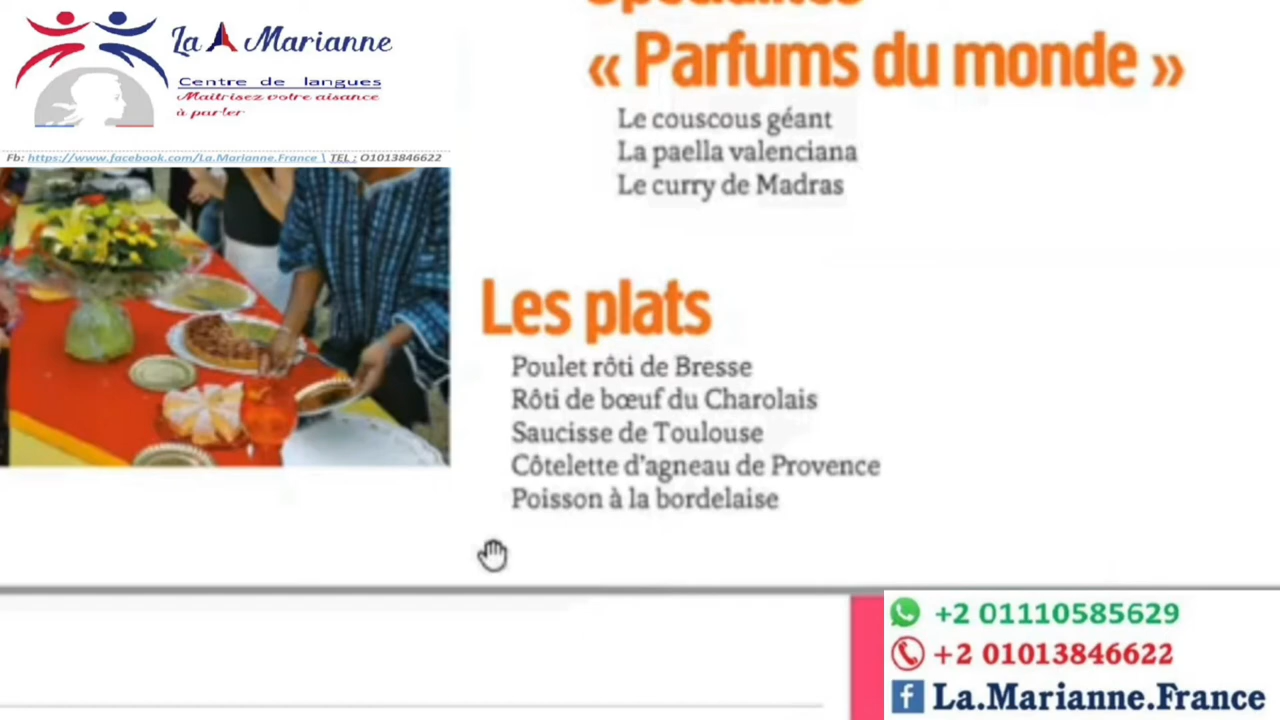 La Marianne
Centre de langues
Maitrisez votre aisance
à parler
Fb: https://www.facebook.com/La.Marianne.France \ TEL : O1013846622
Spécialités
« Parfums du monde »
Le couscous géant
La paella valenciana
Le curry de Madras
Les plats
Poulet rôti de Bresse
Rôti de bœuf du Charolais
Saucisse de Toulouse
Côtelette d'agneau de Provence
Poisson à la bordelaise
+2 01110585629
+2 01013846622
La.Marianne.France